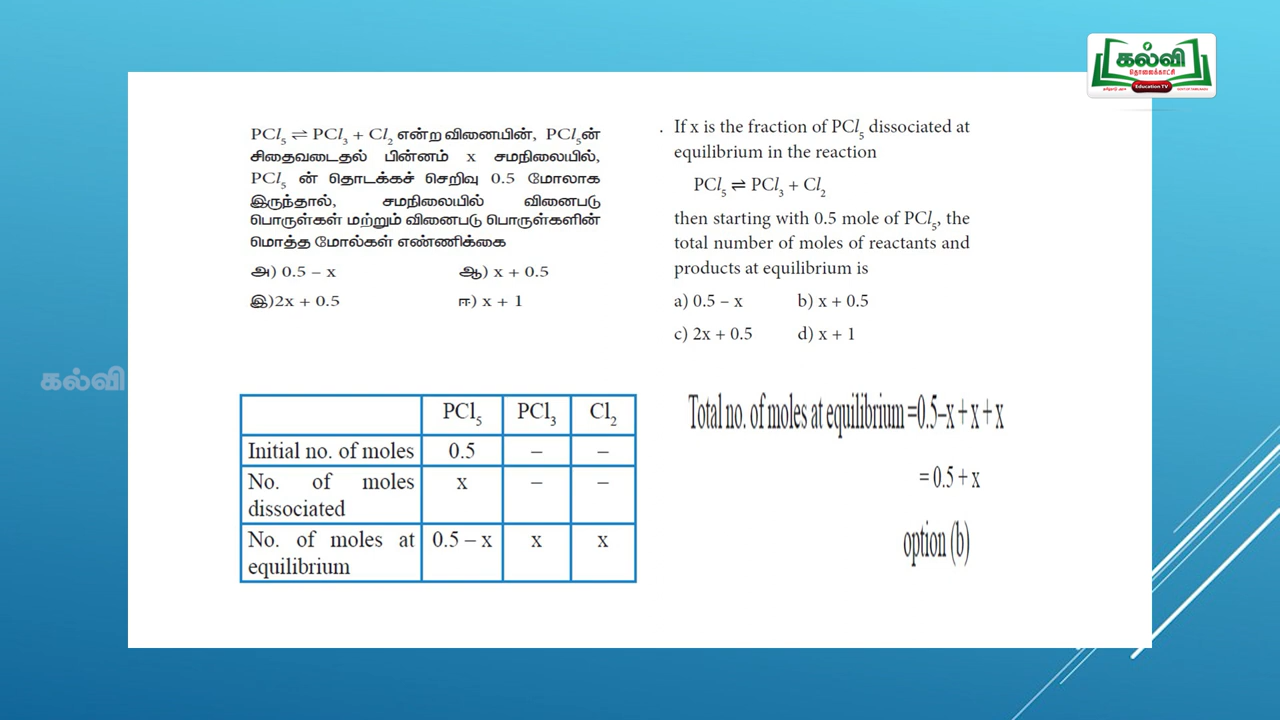 கல்வி
தொலைக்காட்சி
Education TV
PCl₅ ⇌ PCl₃ + Cl₂ என்ற வினையின், PCl₅ன்
சிதைவடைதல் பின்னம் x சமநிலையில்,
PCl₅ ன் தொடக்கச் செறிவு 0.5 மோலாக
இருந்தால், சமநிலையில் வினைபடு
பொருள்கள் மற்றும் வினைபடு பொருள்களின்
மொத்த மோல்கள் எண்ணிக்கை
அ) 0.5 – x ஆ) x + 0.5
இ)2x + 0.5 ஈ) x + 1
. If x is the fraction of PCl₅ dissociated at
equilibrium in the reaction
PCl₅ ⇌ PCl₃ + Cl₂
then starting with 0.5 mole of PCl₅, the
total number of moles of reactants and
products at equilibrium is
a) 0.5 – x b) x + 0.5
c) 2x + 0.5 d) x + 1
கல்வி
PCl₅ PCl₃ Cl₂
Initial no. of moles 0.5 – –
No. of moles
dissociated x – –
No. of moles at
equilibrium 0.5 – x x x
Total no. of moles at equilibrium =0.5–x + x + x
= 0.5 + x
option (b)